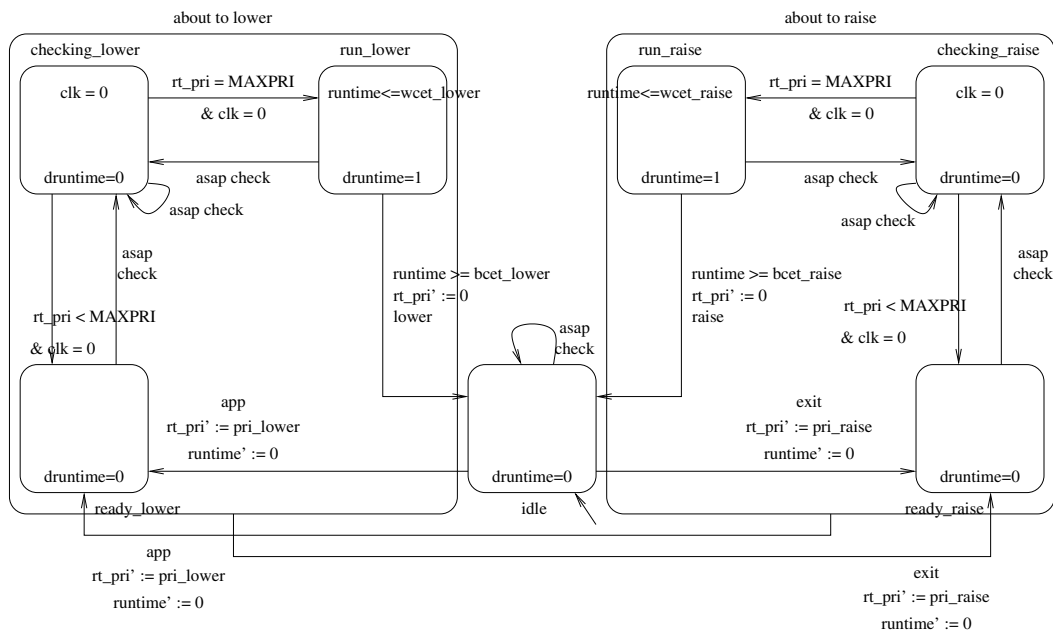 about to lower
about to raise
checking_lower
run_lower
run_raise
checking_raise
clk = 0
rt_pri = MAXPRI
& clk = 0
runtime<=wcet_lower
runtime<=wcet_raise
rt_pri = MAXPRI
& clk = 0
clk = 0
druntime=0
asap check
druntime=1
druntime=1
asap check
druntime=0
asap check
asap check
asap
check
runtime >= bcet_lower
rt_pri' := 0
lower
runtime >= bcet_raise
rt_pri' := 0
raise
asap
check
rt_pri < MAXPRI
& clk = 0
asap
check
rt_pri < MAXPRI
& clk = 0
app
rt_pri' := pri_lower
runtime' := 0
exit
rt_pri' := pri_raise
runtime' := 0
druntime=0
druntime=0
druntime=0
ready_lower
idle
ready_raise
app
rt_pri' := pri_lower
runtime' := 0
exit
rt_pri' := pri_raise
runtime' := 0